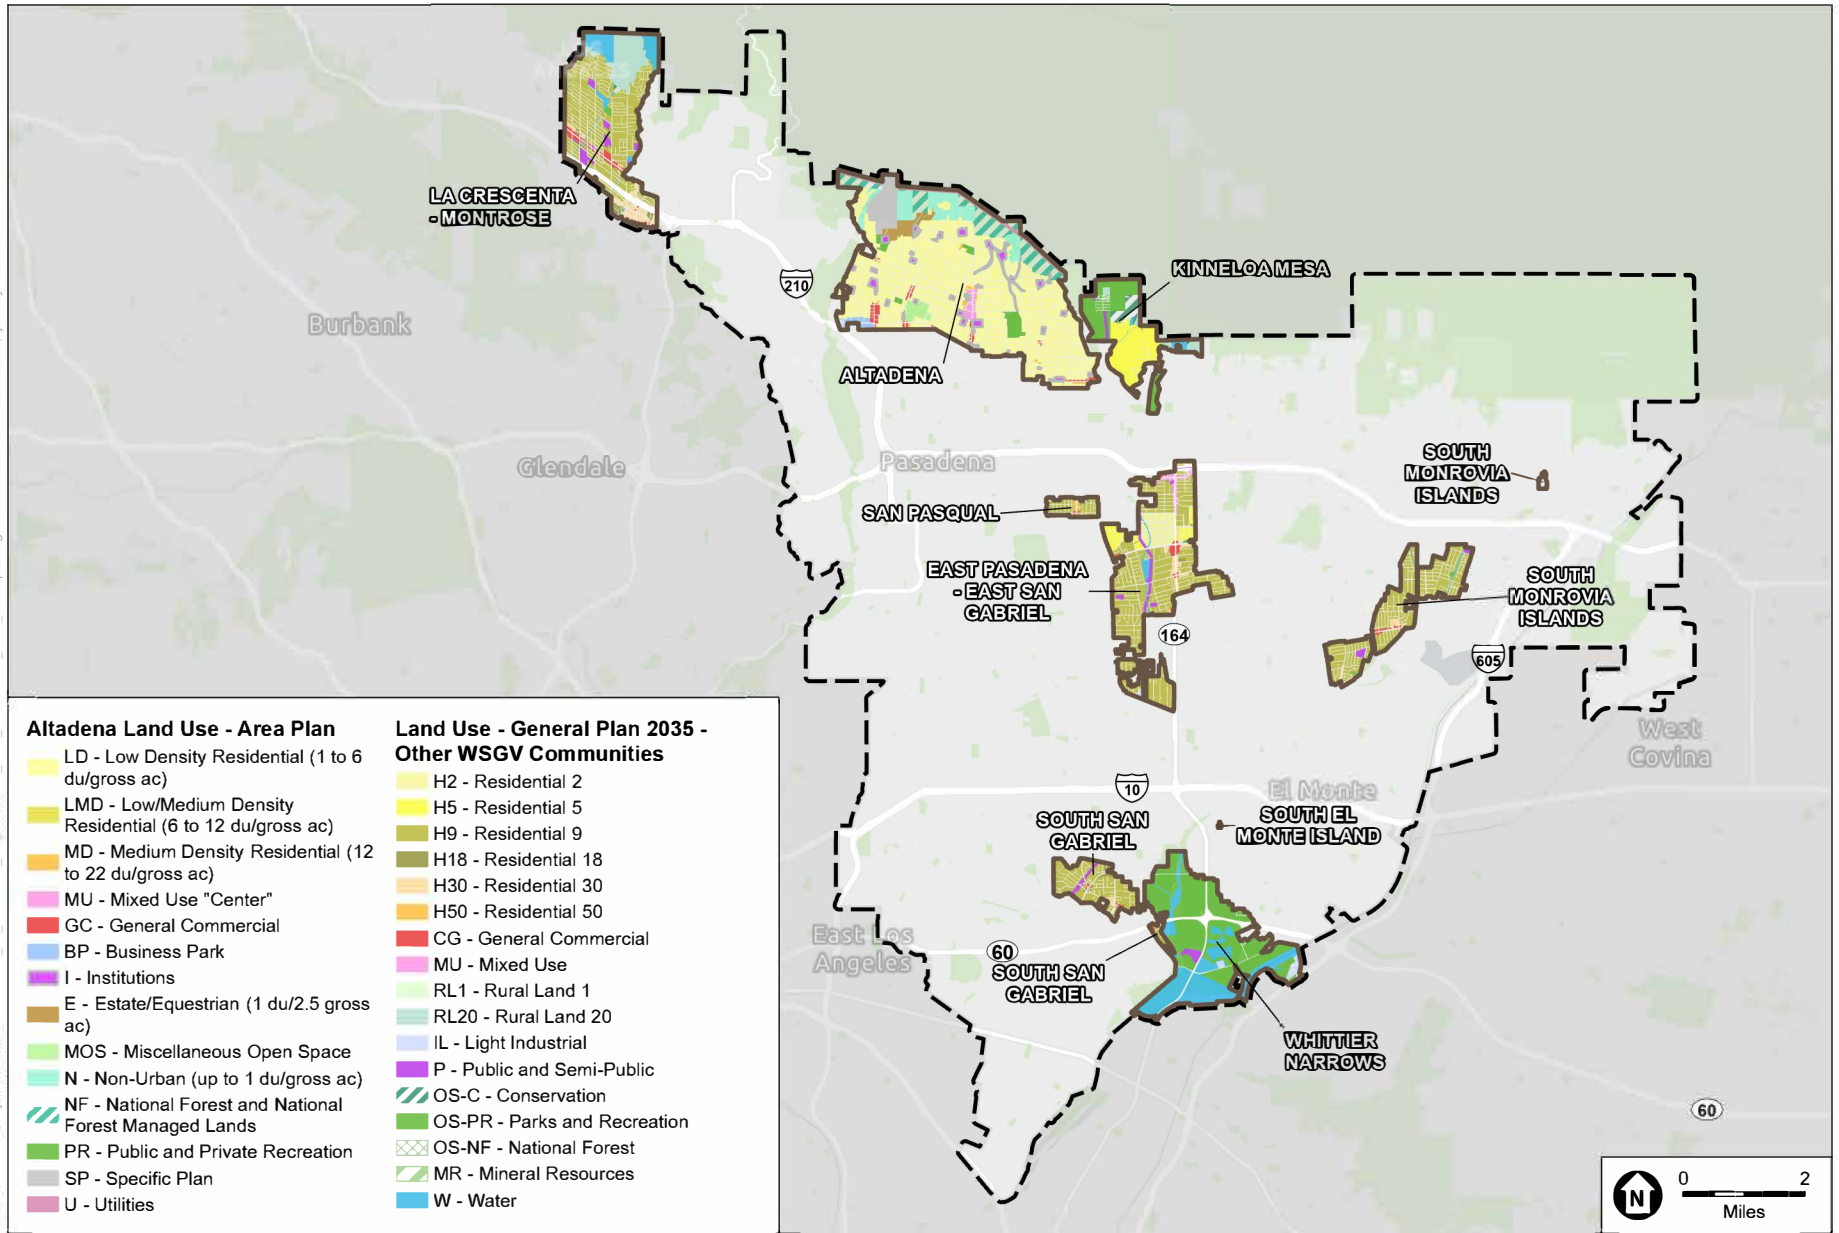 LA CRESCENTA
- MONTROSE
210
KINNELOA MESA
Burbank
ALTADENA
Glendale
Pasadena
SOUTH
MONROVIA
ISLANDS
SAN PASQUAL
EAST PASADENA
- EAST SAN
GABRIEL
SOUTH
MONROVIA
ISLANDS
164
605
West
Covina
10
El Monte
SOUTH EL
MONTE ISLAND
SOUTH SAN
GABRIEL
East Los
Angeles
60
SOUTH SAN
GABRIEL
WHITTIER
NARROWS
60
Altadena Land Use - Area Plan
LD - Low Density Residential (1 to 6
du/gross ac)
LMD - Low/Medium Density
Residential (6 to 12 du/gross ac)
MD - Medium Density Residential (12
to 22 du/gross ac)
MU - Mixed Use "Center"
GC - General Commercial
BP - Business Park
I - Institutions
E - Estate/Equestrian (1 du/2.5 gross
ac)
MOS - Miscellaneous Open Space
N - Non-Urban (up to 1 du/gross ac)
NF - National Forest and National
Forest Managed Lands
PR - Public and Private Recreation
SP - Specific Plan
U - Utilities
Land Use - General Plan 2035 -
Other WSGV Communities
H2 - Residential 2
H5 - Residential 5
H9 - Residential 9
H18 - Residential 18
H30 - Residential 30
H50 - Residential 50
CG - General Commercial
MU - Mixed Use
RL1 - Rural Land 1
RL20 - Rural Land 20
IL - Light Industrial
P - Public and Semi-Public
OS-C - Conservation
OS-PR - Parks and Recreation
OS-NF - National Forest
MR - Mineral Resources
W - Water
N
0 2
Miles